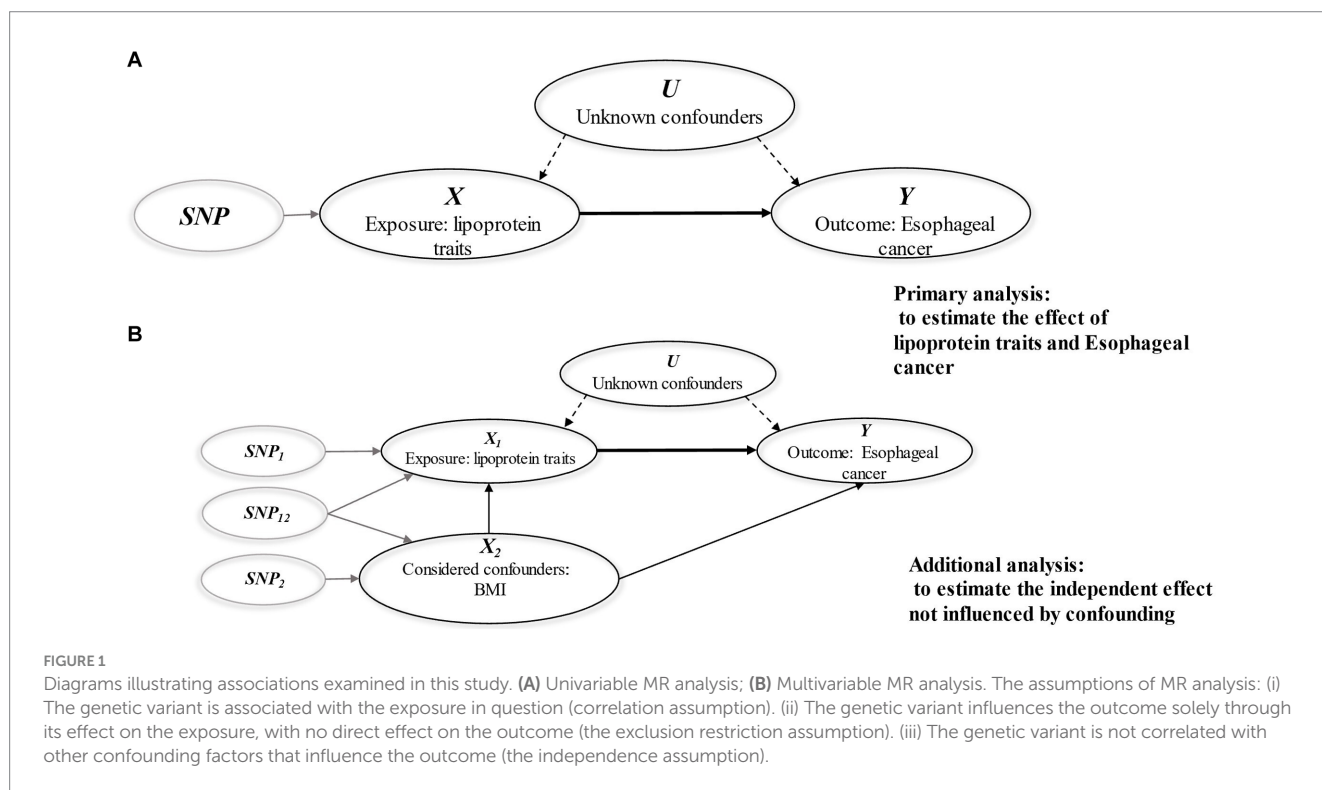 A
U
Unknown confounders
SNP
X
Exposure: lipoprotein
traits
Y
Outcome: Esophageal
cancer
Primary analysis:
to estimate the effect of
lipoprotein traits and Esophageal
cancer
B
U
Unknown confounders
SNP1
X1
Exposure: lipoprotein traits
Y
Outcome: Esophageal
cancer
SNP12
SNP2
X2
Considered confounders:
BMI
Additional analysis:
to estimate the independent effect
not influenced by confounding
FIGURE 1
Diagrams illustrating associations examined in this study. (A) Univariable MR analysis; (B) Multivariable MR analysis. The assumptions of MR analysis: (i)
The genetic variant is associated with the exposure in question (correlation assumption). (ii) The genetic variant influences the outcome solely through
its effect on the exposure, with no direct effect on the outcome (the exclusion restriction assumption). (iii) The genetic variant is not correlated with
other confounding factors that influence the outcome (the independence assumption).